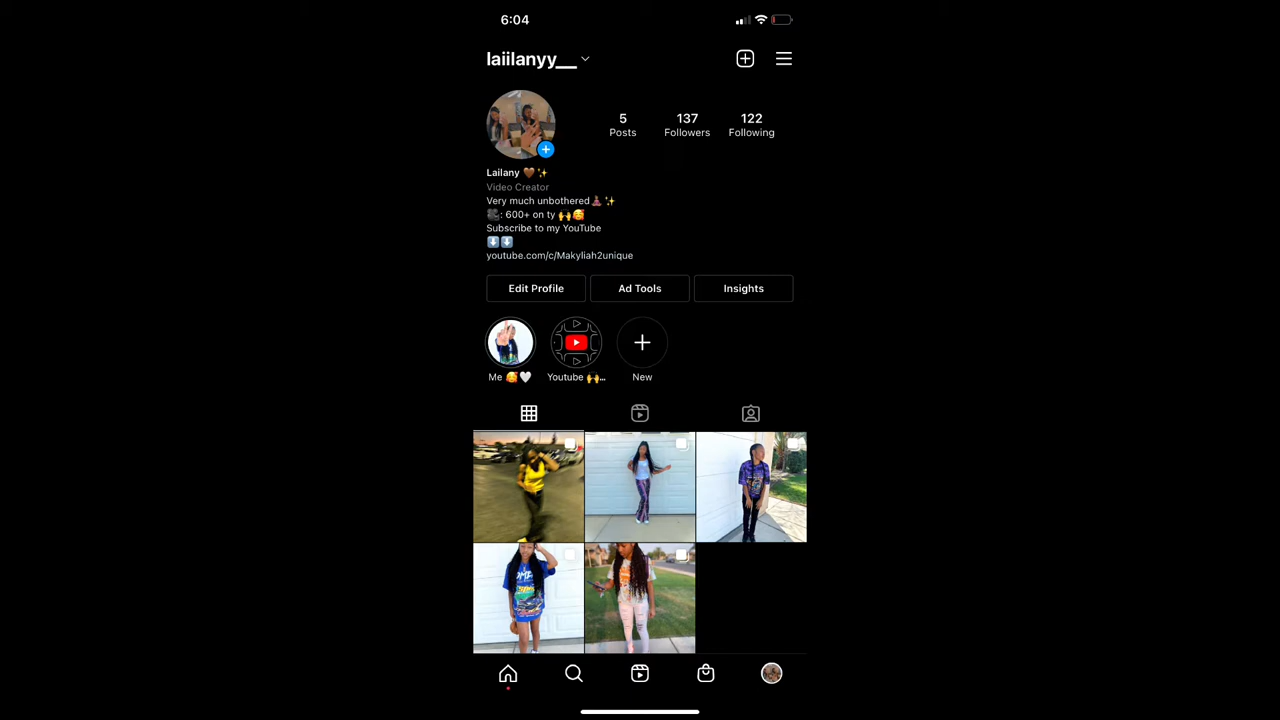 6:04
laiilanyy__
5 137 122
Posts Followers Following
Lailany 🤎✨
Video Creator
Very much unbothered🧘🏾‍♀️✨
🎥: 600+ on ty 🙌🥰
Subscribe to my YouTube
⬇️⬇️
youtube.com/c/Makyliah2unique
Edit Profile Ad Tools Insights
Me 🥰🤍 Youtube 🙌... New